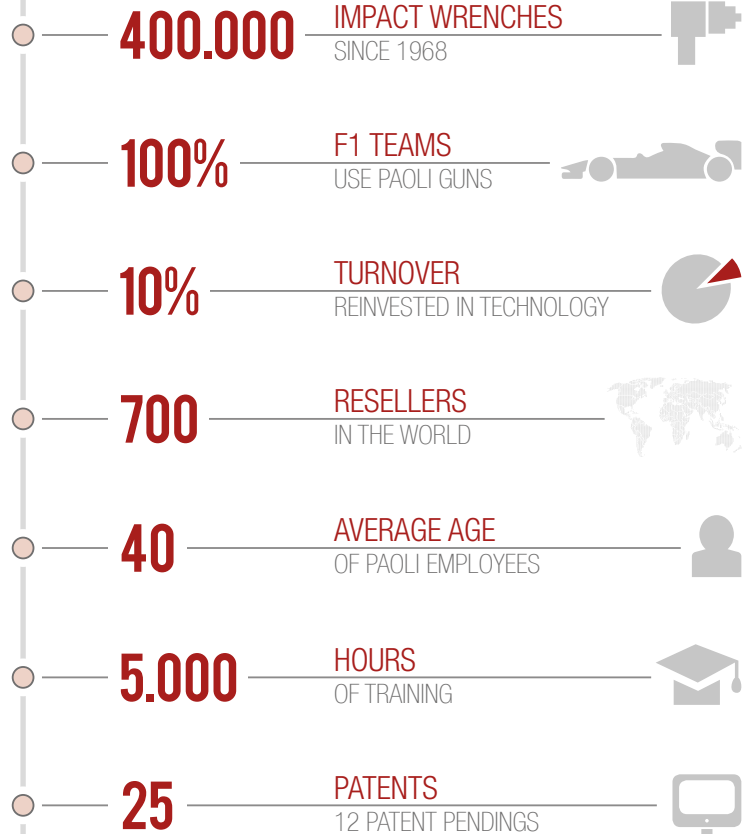 400.000
IMPACT WRENCHES
SINCE 1968
100%
F1 TEAMS
USE PAOLI GUNS
10%
TURNOVER
REINVESTED IN TECHNOLOGY
700
RESELLERS
IN THE WORLD
40
AVERAGE AGE
OF PAOLI EMPLOYEES
5.000
HOURS
OF TRAINING
25
PATENTS
12 PATENT PENDINGS